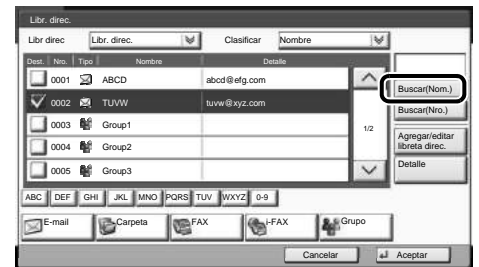 Libr. direc.
Libr direc Libr. direc. Clasificar Nombre
Dest. Nro. Tipo Nombre Detalle
0001 ABCD abcd@efg.com
0002 TUVW tuvw@xyz.com
0003 Group1
0004 Group2
0005 Group3
1/2
Buscar(Nom.)
Buscar(Nro.)
Agregar/editar
libreta direc.
Detalle
ABC DEF GHI JKL MNO PQRS TUV WXYZ 0-9
E-mail Carpeta FAX i-FAX Grupo
Cancelar Aceptar